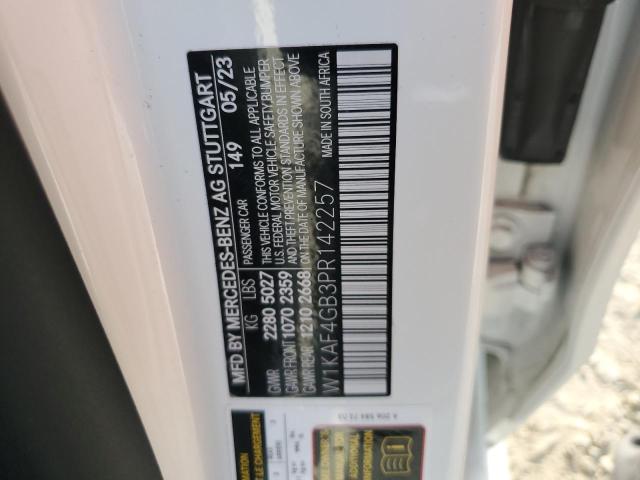 MFD BY MERCEDES-BENZ AG STUTTGART
PASSENGER CAR 149 05/23
KG LBS
GVWR 2280 5027
GAWR FRONT 1070 2359
GAWR REAR 1210 2668
THIS VEHICLE CONFORMS TO ALL APPLICABLE
U.S. FEDERAL MOTOR VEHICLE SAFETY BUMPER
AND THEFT PREVENTION STANDARDS IN EFFECT
ON THE DATE OF MANUFACTURE SHOWN ABOVE
W1KAF4GB3PR142257
MADE IN SOUTH AFRICA